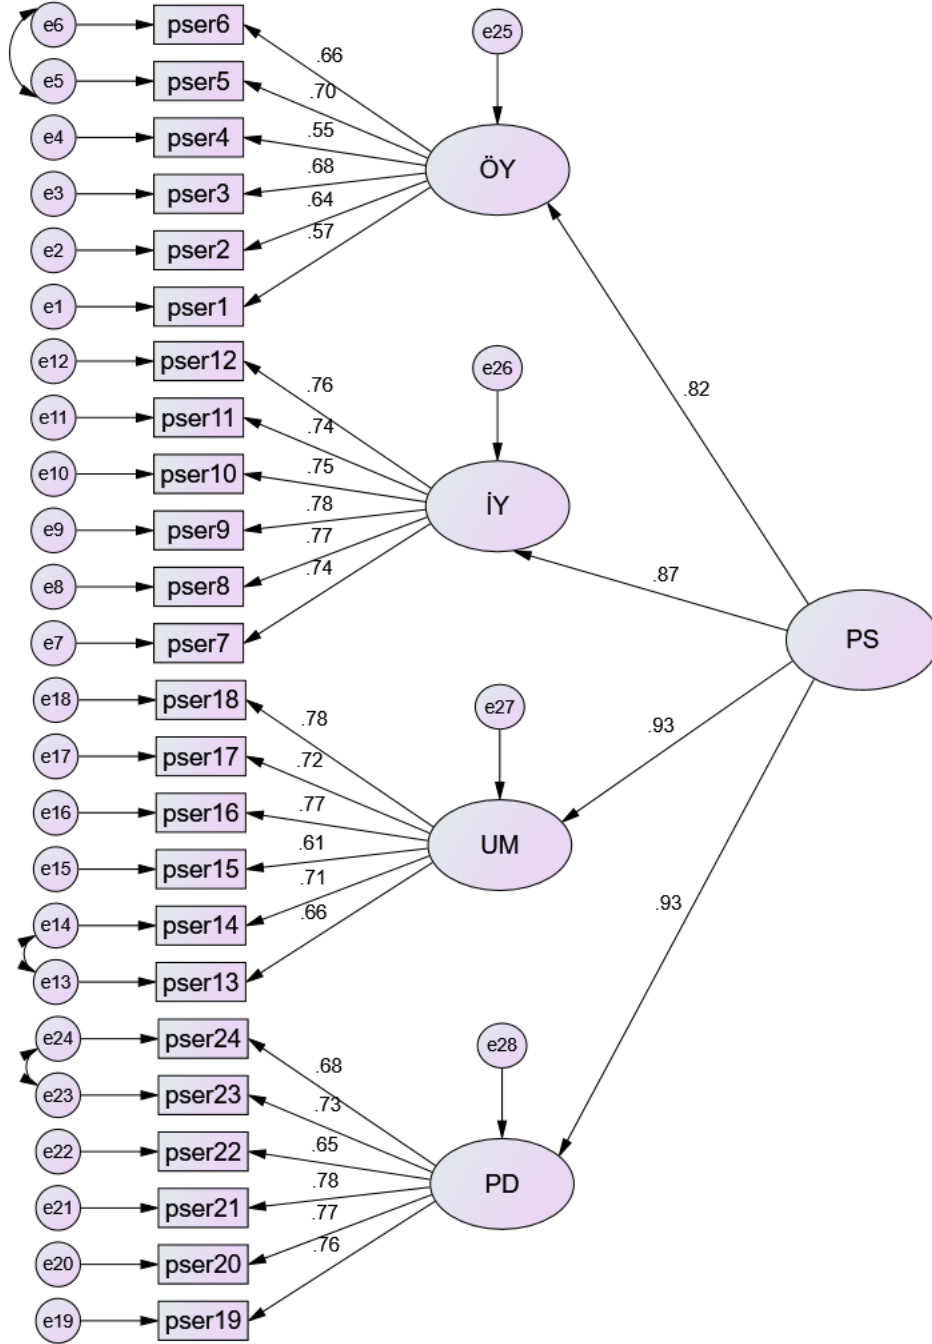 e6 pser6 e25
.66
e5 pser5 .70
e4 pser4 .55 ÖY
e3 pser3 .68
e2 pser2 .64
.57
e1 pser1
e12 pser12 e26
.76 .82
e11 pser11 .74
e10 pser10 .75
e9 pser9 .78 İY
e8 pser8 .77
.74 .87
e7 pser7 PS
e18 pser18 e27
.78 .93
e17 pser17 .72
e16 pser16 .77
.61 UM
e15 pser15 .71
e14 pser14 .66 .93
e13 pser13
e24 pser24 e28
.68
e23 pser23 .73
e22 pser22 .65
.78 PD
e21 pser21 .77
e20 pser20 .76
e19 pser19